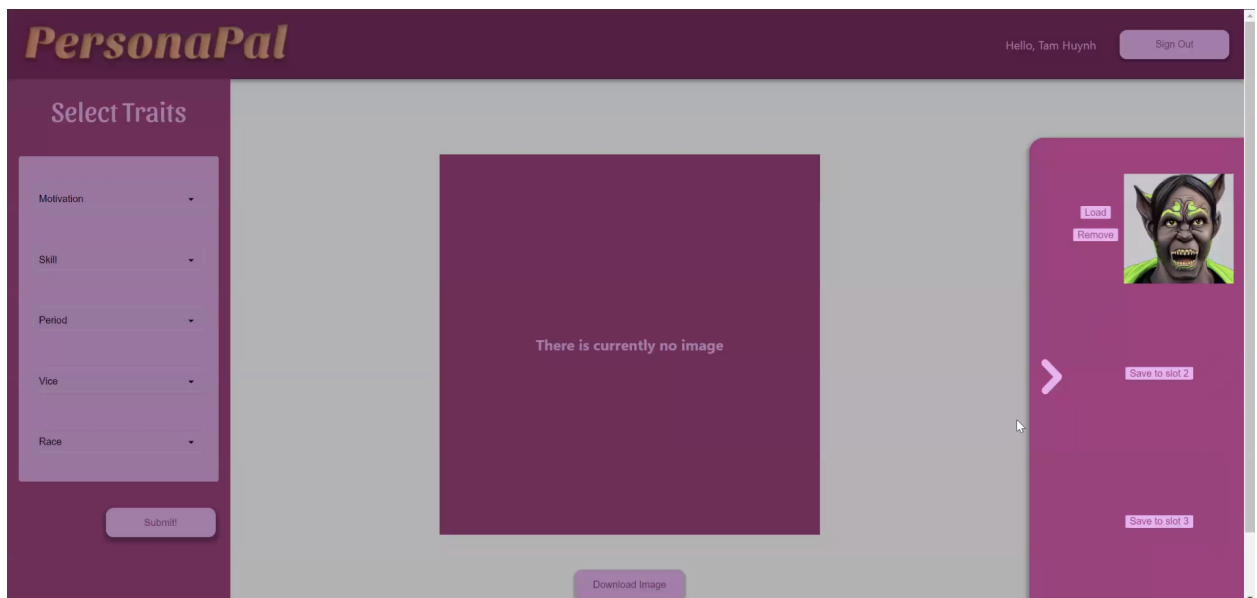 PersonaPal
Hello, Tam Huynh
Sign Out
Select Traits
Motivation
Skill
Period
Vice
Race
Submit!
There is currently no image
Download Image
Load
Remove
Save to slot 2
Save to slot 3